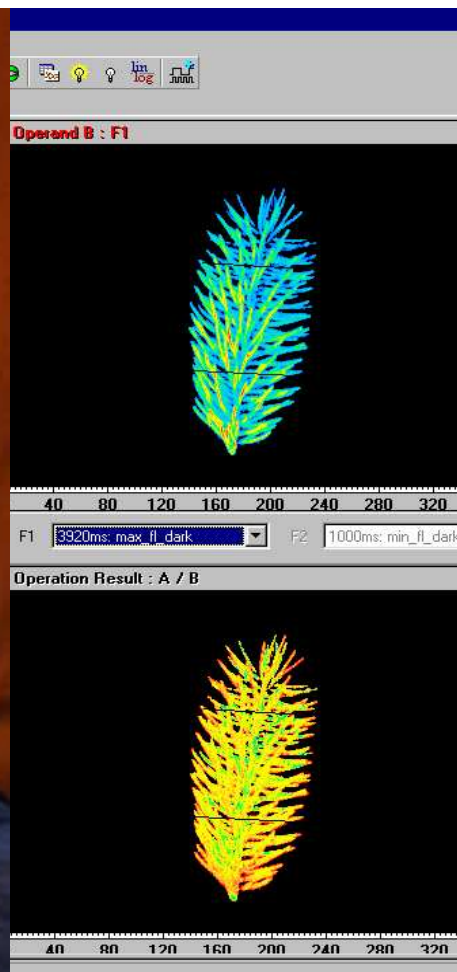 lin
log
Operand B : F1
40 80 120 160 200 240 280 320
F1 3920ms: max_fl_dark F2 1000ms: min_fl_dark
Operation Result : A / B
40 80 120 160 200 240 280 320